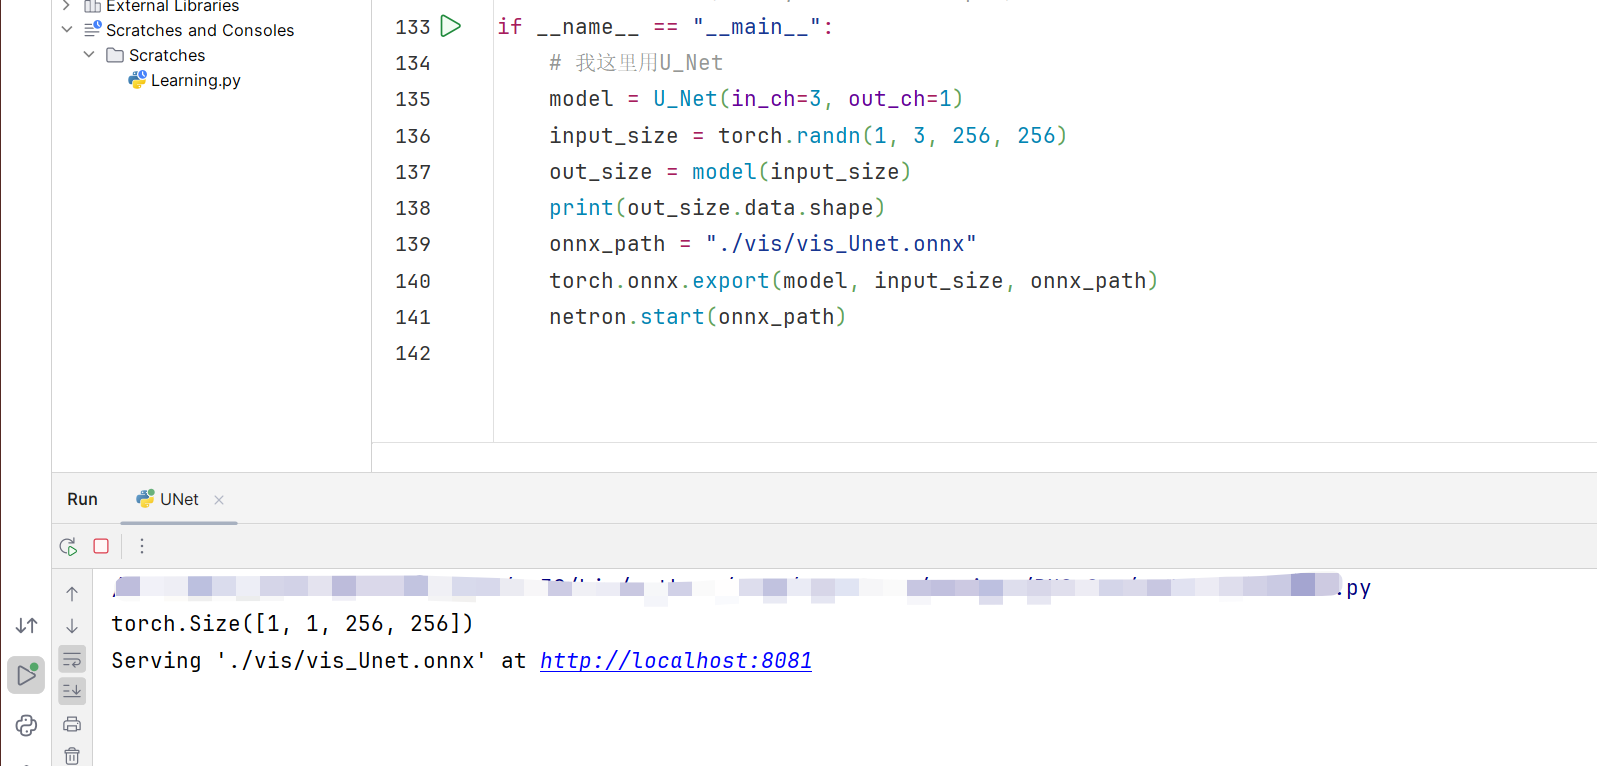 External Libraries
Scratches and Consoles
Scratches
Learning.py
133 if __name__ == "__main__":
134 # 我这里用U_Net
135 model = U_Net(in_ch=3, out_ch=1)
136 input_size = torch.randn(1, 3, 256, 256)
137 out_size = model(input_size)
138 print(out_size.data.shape)
139 onnx_path = "./vis/vis_Unet.onnx"
140 torch.onnx.export(model, input_size, onnx_path)
141 netron.start(onnx_path)
142
Run UNet
.py
torch.Size([1, 1, 256, 256])
Serving './vis/vis_Unet.onnx' at http://localhost:8081